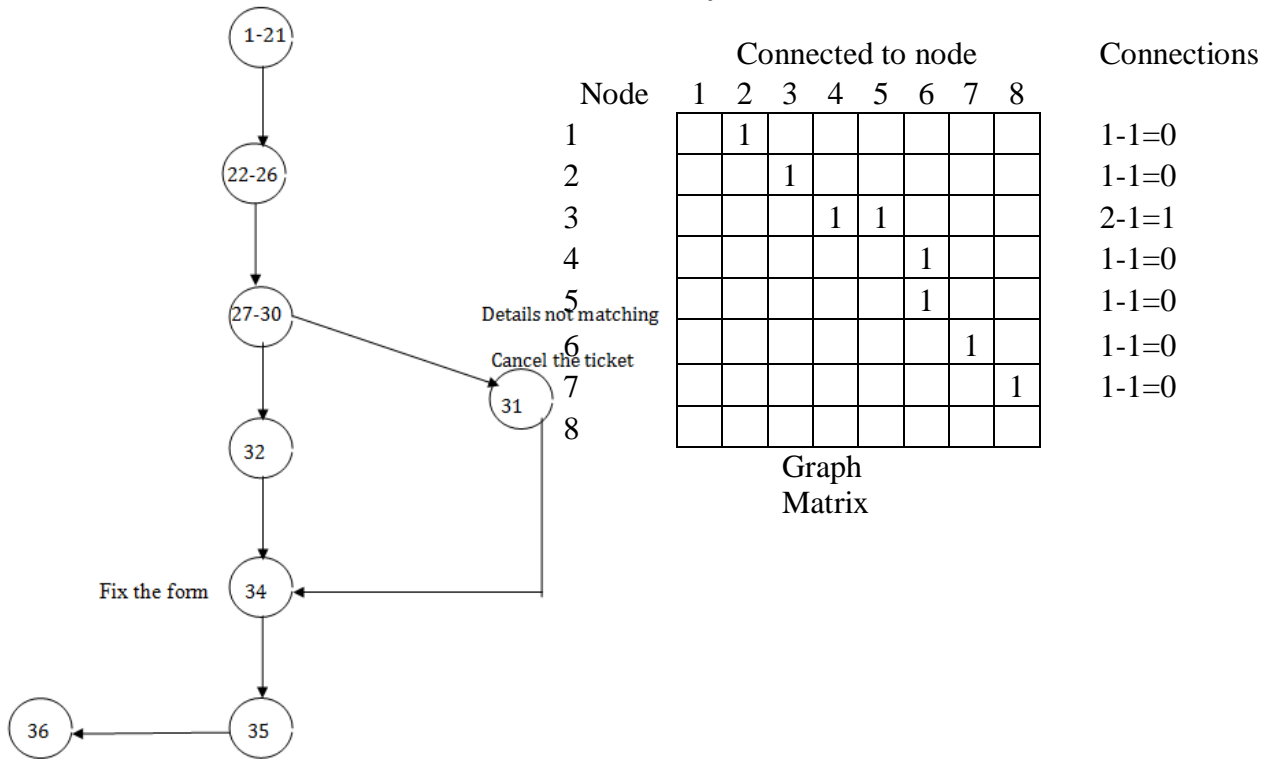 1-21
22-26
27-30
Details not matching
Cancel the ticket
31
32
Fix the form
34
36
35
Connected to node Connections
Node 1 2 3 4 5 6 7 8
1 1 1-1=0
2 1 1-1=0
3 1 1 2-1=1
4 1 1-1=0
5 1 1-1=0
6 1 1-1=0
7 1 1-1=0
8
Graph
Matrix